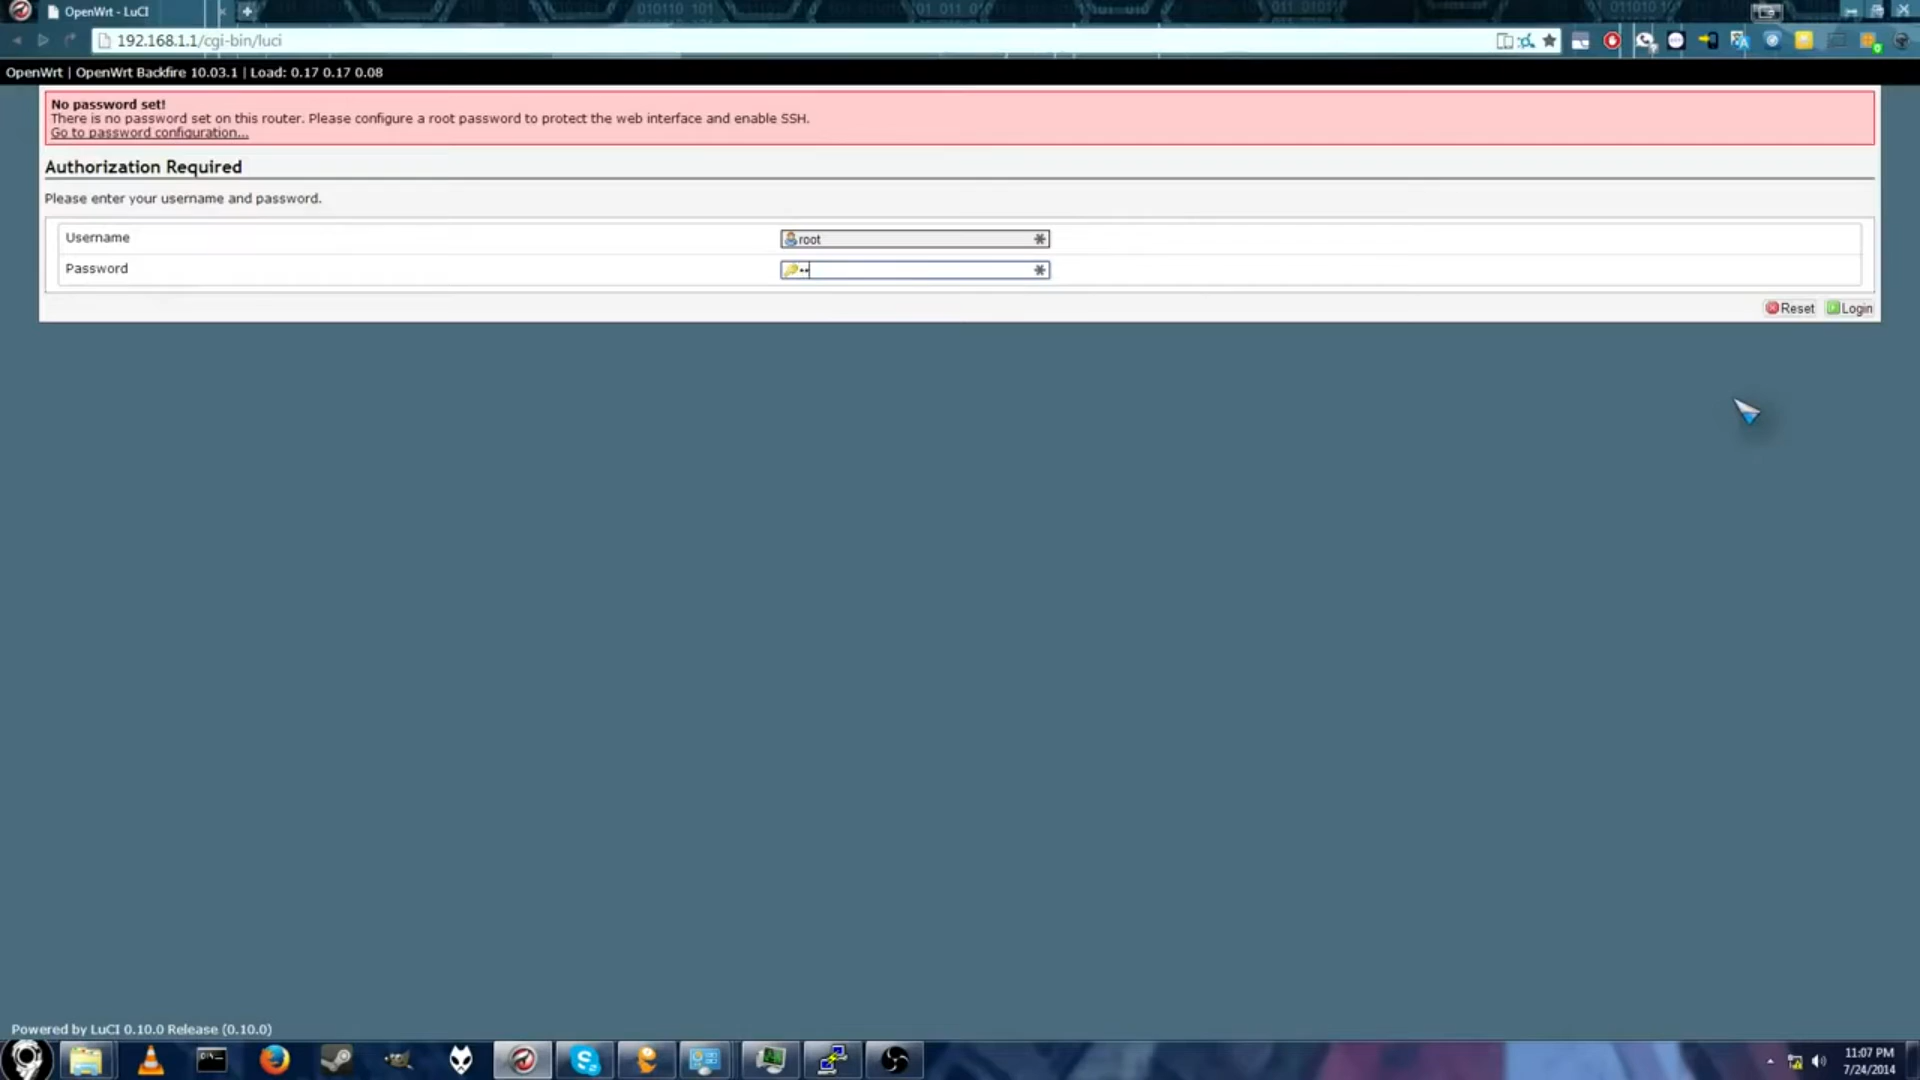 OpenWrt - LuCI
192.168.1.1/cgi-bin/luci
OpenWrt | OpenWrt Backfire 10.03.1 | Load: 0.17 0.17 0.08
No password set!
There is no password set on this router. Please configure a root password to protect the web interface and enable SSH.
Go to password configuration...
Authorization Required
Please enter your username and password.
Username
root
Password
Reset
Login
Powered by LuCI 0.10.0 Release (0.10.0)
11:07 PM
7/24/2014